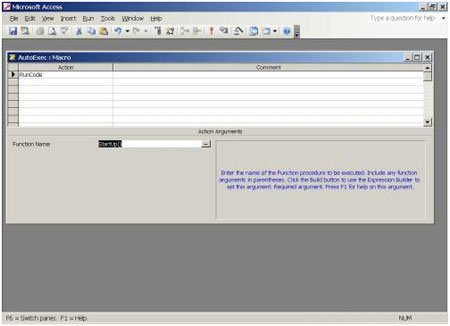 Microsoft Access
File Edit View Insert Run Tools Window Help
Type a question for help
AutoExec : Macro
Action Comment
RunCode
Action Arguments
Function Name StartUp()
Enter the name of the Function procedure to be executed. Include any function
arguments in parentheses. Click the Build button to use the Expression Builder to
set this argument. Required argument. Press F1 for help on this argument.
F6 = Switch panes. F1 = Help.
NUM